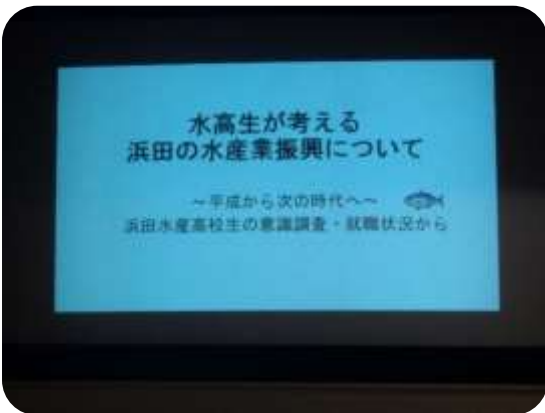 水高生が考える
浜田の水産業振興について
～平成から次の時代へ～
浜田水産高校生の意識調査・就職状況から